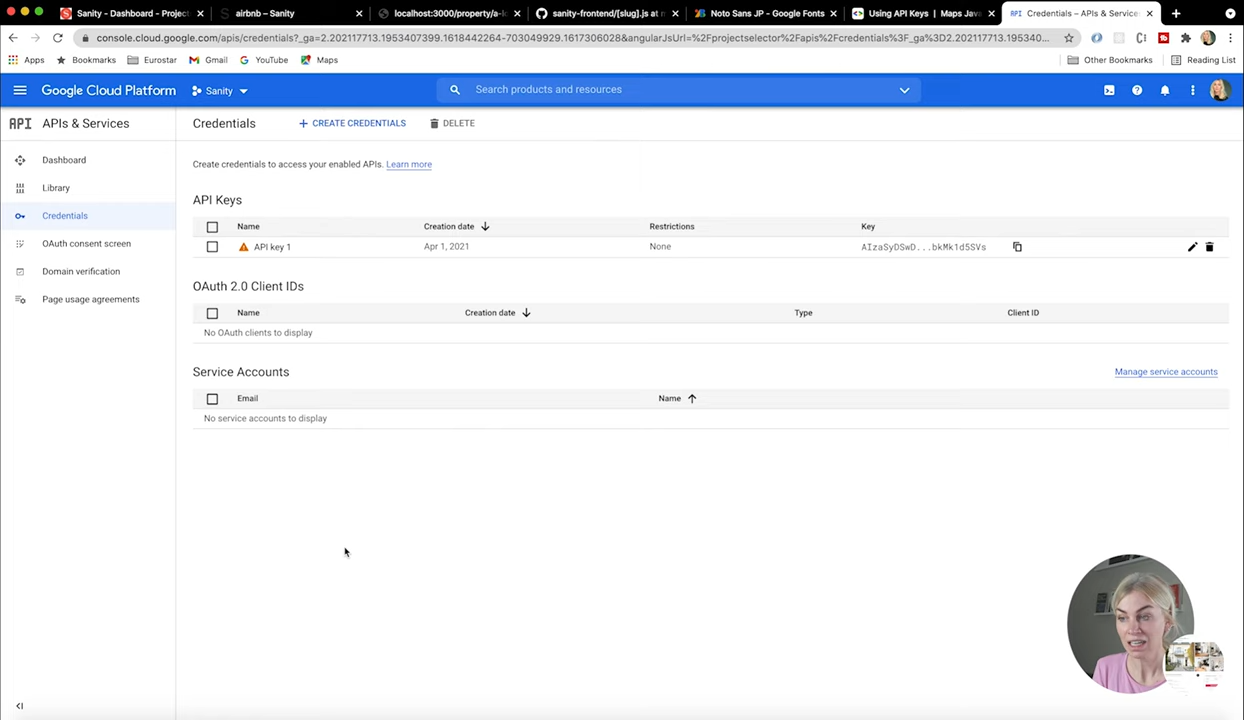 Sanity - Dashboard - Project
airbnb – Sanity
localhost:3000/property/a-lo
sanity-frontend/[slug].js at m
Noto Sans JP - Google Fonts
Using API Keys | Maps Java
API Credentials – APIs & Service
console.cloud.google.com/apis/credentials?_ga=2.202117713.1953407399.1618442264-703049929.1617306028&angularJsUrl=%2Fprojectselector%2Fapis%2Fcredentials%3F_ga%3D2.202117713.195340...
Apps
Bookmarks
Eurostar
Gmail
YouTube
Maps
Other Bookmarks
Reading List
Google Cloud Platform
Sanity
Search products and resources
API APIs & Services
Credentials
CREATE CREDENTIALS
DELETE
Dashboard
Library
Credentials
OAuth consent screen
Domain verification
Page usage agreements
Create credentials to access your enabled APIs. Learn more
API Keys
Name Creation date Restrictions Key
API key 1 Apr 1, 2021 None AIzaSyDSwD...bkMk1d5SVs
OAuth 2.0 Client IDs
Name Creation date Type Client ID
No OAuth clients to display
Service Accounts
Manage service accounts
Email Name
No service accounts to display